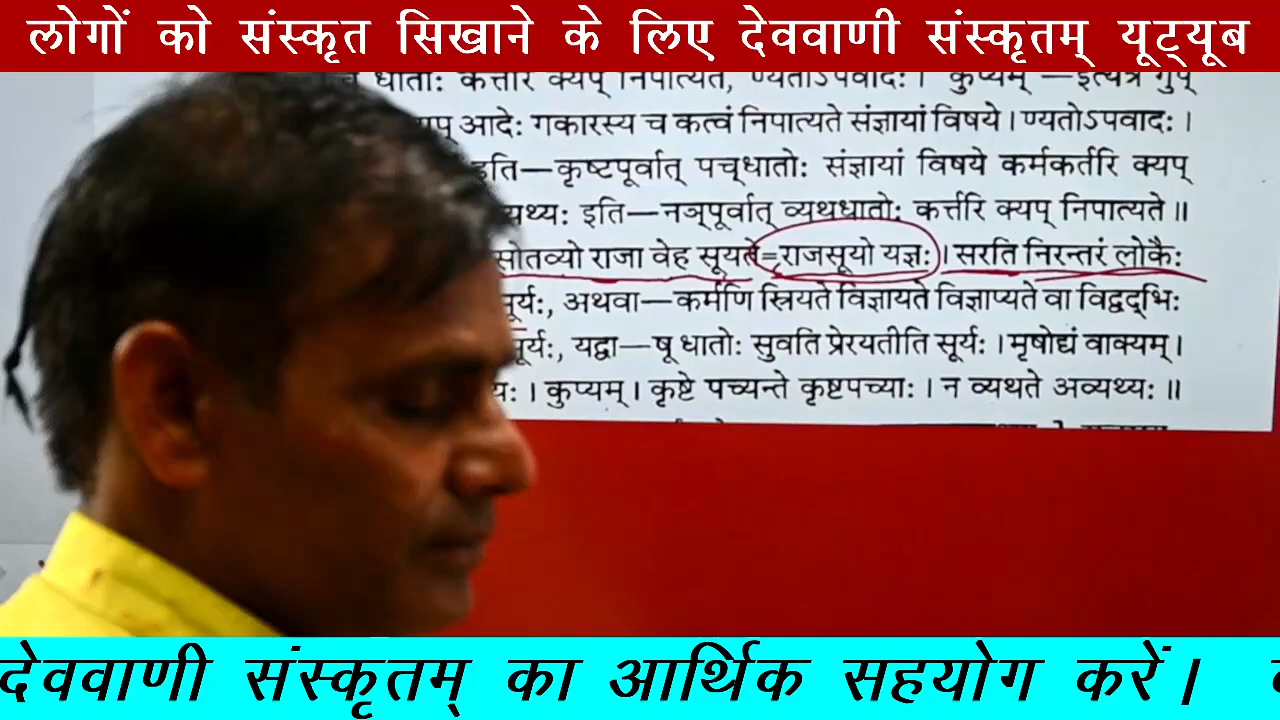 लोगों को संस्कृत सिखाने के लिए देववाणी संस्कृतम् यूट्यूब
धातोः कर्त्तरि क्यप् निपात्यते, ण्यतोऽपवादः । कुप्यम् —इत्यत्र गुप्
आदेः गकारस्य च कत्वं निपात्यते संज्ञायां विषये । ण्यतोऽपवादः ।
इति—कृष्टपूर्वात् पच्धातोः संज्ञायां विषये कर्मकर्तरि क्यप्
इति—नञ्पूर्वात् व्यथधातोः कर्त्तरि क्यप् निपात्यते ॥
सोतव्यो राजा वेह सूयते=राजसूयो यज्ञः । सरति निरन्तरं लोकैः
सूर्यः, अथवा—कर्मणि स्रियते विज्ञायते विज्ञाप्यते वा विद्वद्भिः
सूर्यः, यद्वा—षू धातोः सुवति प्रेरयतीति सूर्यः । मृषोद्यं वाक्यम् ।
यः । कुप्यम् । कृष्टे पच्यन्ते कृष्टपच्याः । न व्यथते अव्यथ्यः ॥
देववाणी संस्कृतम् का आर्थिक सहयोग करें ।